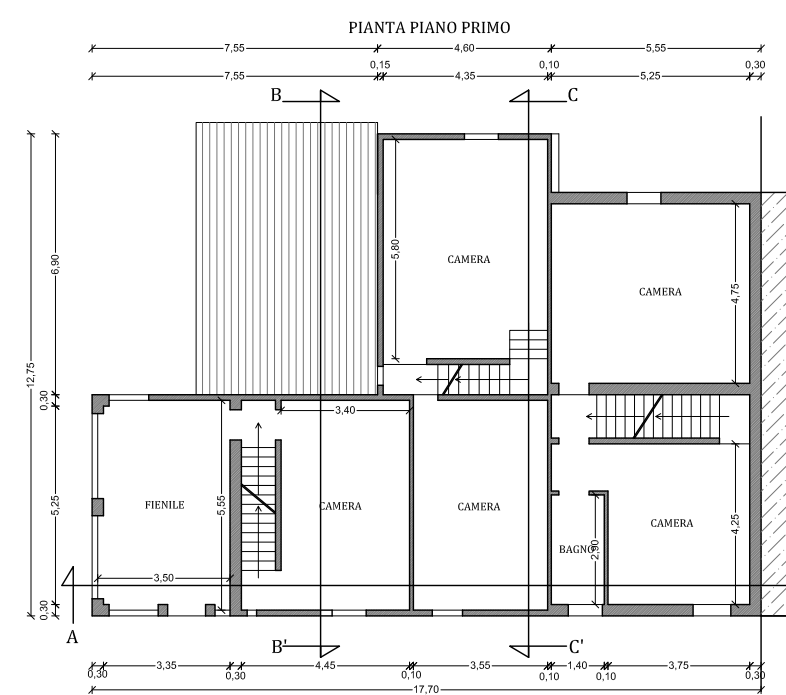 PIANTA PIANO PRIMO
7,55 4,60 5,55
0,15 0,10 0,30
7,55 4,35 5,25
B C
5,80
CAMERA
6,90
CAMERA
4,75
12,75
0,30
3,40
FIENILE
5,55
CAMERA
CAMERA
CAMERA
5,25
4,25
BAGNO
2,90
3,50
0,30
A
B' C'
3,35 4,45 3,55 1,40 3,75
0,30 0,30 0,10 0,10 0,10 0,30
17,70